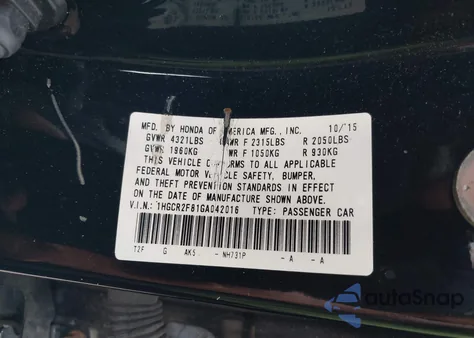 MFD. BY HONDA OF AMERICA MFG., INC. 10/15
GVWR 4321LBS GAWR F 2315LBS R 2050LBS
GVWR 1960KG WR F 1050KG R 930KG
THIS VEHICLE CONFORMS TO ALL APPLICABLE
FEDERAL MOTOR VEHICLE SAFETY, BUMPER,
AND THEFT PREVENTION STANDARDS IN EFFECT
ON THE DATE OF MANUFACTURE SHOWN ABOVE.
V.I.N.: 1HGCR2F81GA042016 TYPE: PASSENGER CAR
T2F G AK5 - NH731P - A - A
autoSnap